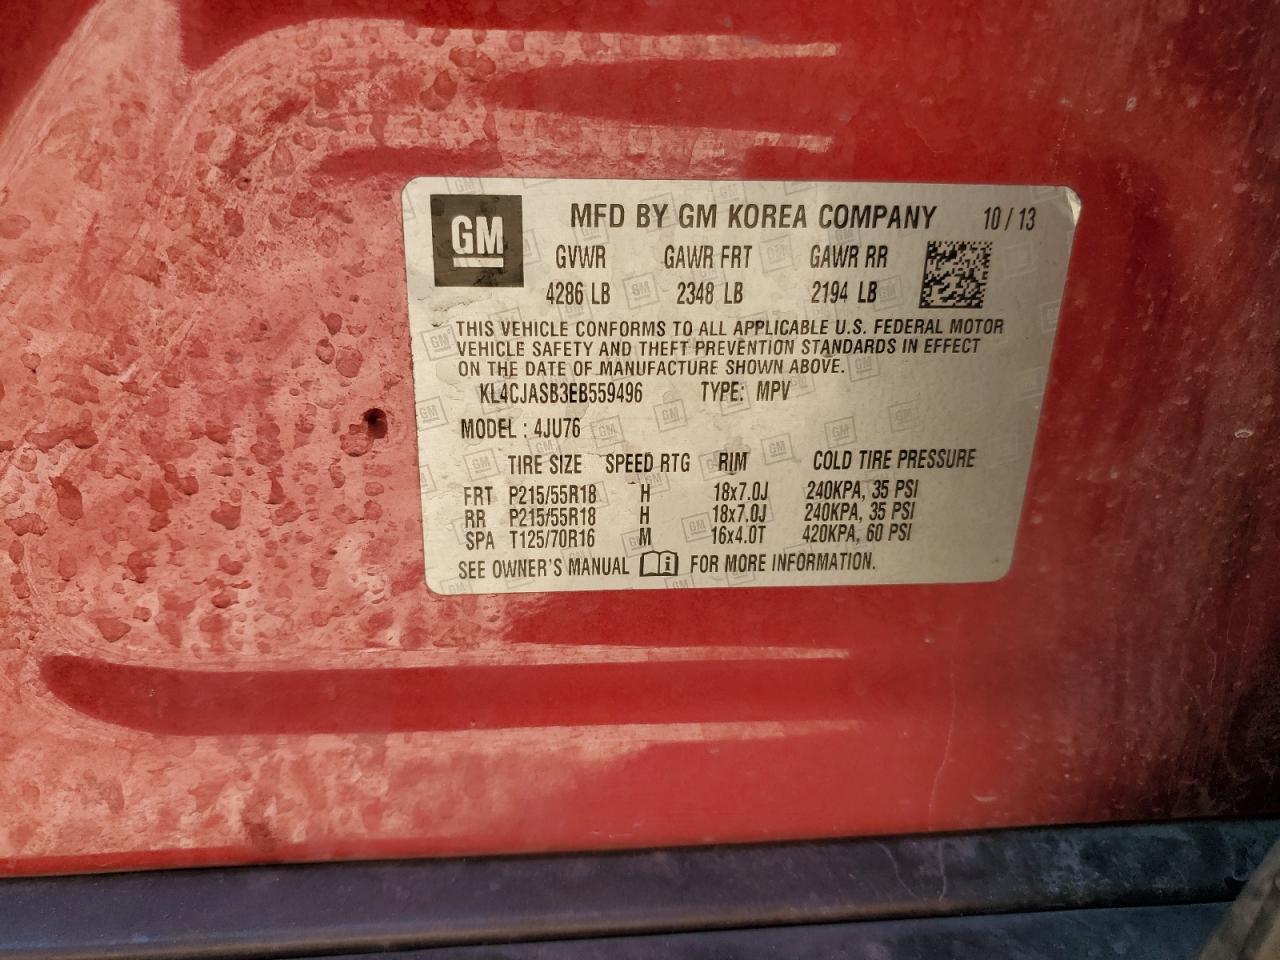 GM
MFD BY GM KOREA COMPANY 10 / 13
GVWR GAWR FRT GAWR RR
4286 LB 2348 LB 2194 LB
THIS VEHICLE CONFORMS TO ALL APPLICABLE U.S. FEDERAL MOTOR
VEHICLE SAFETY AND THEFT PREVENTION STANDARDS IN EFFECT
ON THE DATE OF MANUFACTURE SHOWN ABOVE.
KL4CJASB3EB559496 TYPE: MPV
MODEL : 4JU76
TIRE SIZE SPEED RTG RIM COLD TIRE PRESSURE
FRT P215/55R18 H 18x7.0J 240KPA, 35 PSI
RR P215/55R18 H 18x7.0J 240KPA, 35 PSI
SPA T125/70R16 M 16x4.0T 420KPA, 60 PSI
SEE OWNER'S MANUAL FOR MORE INFORMATION.